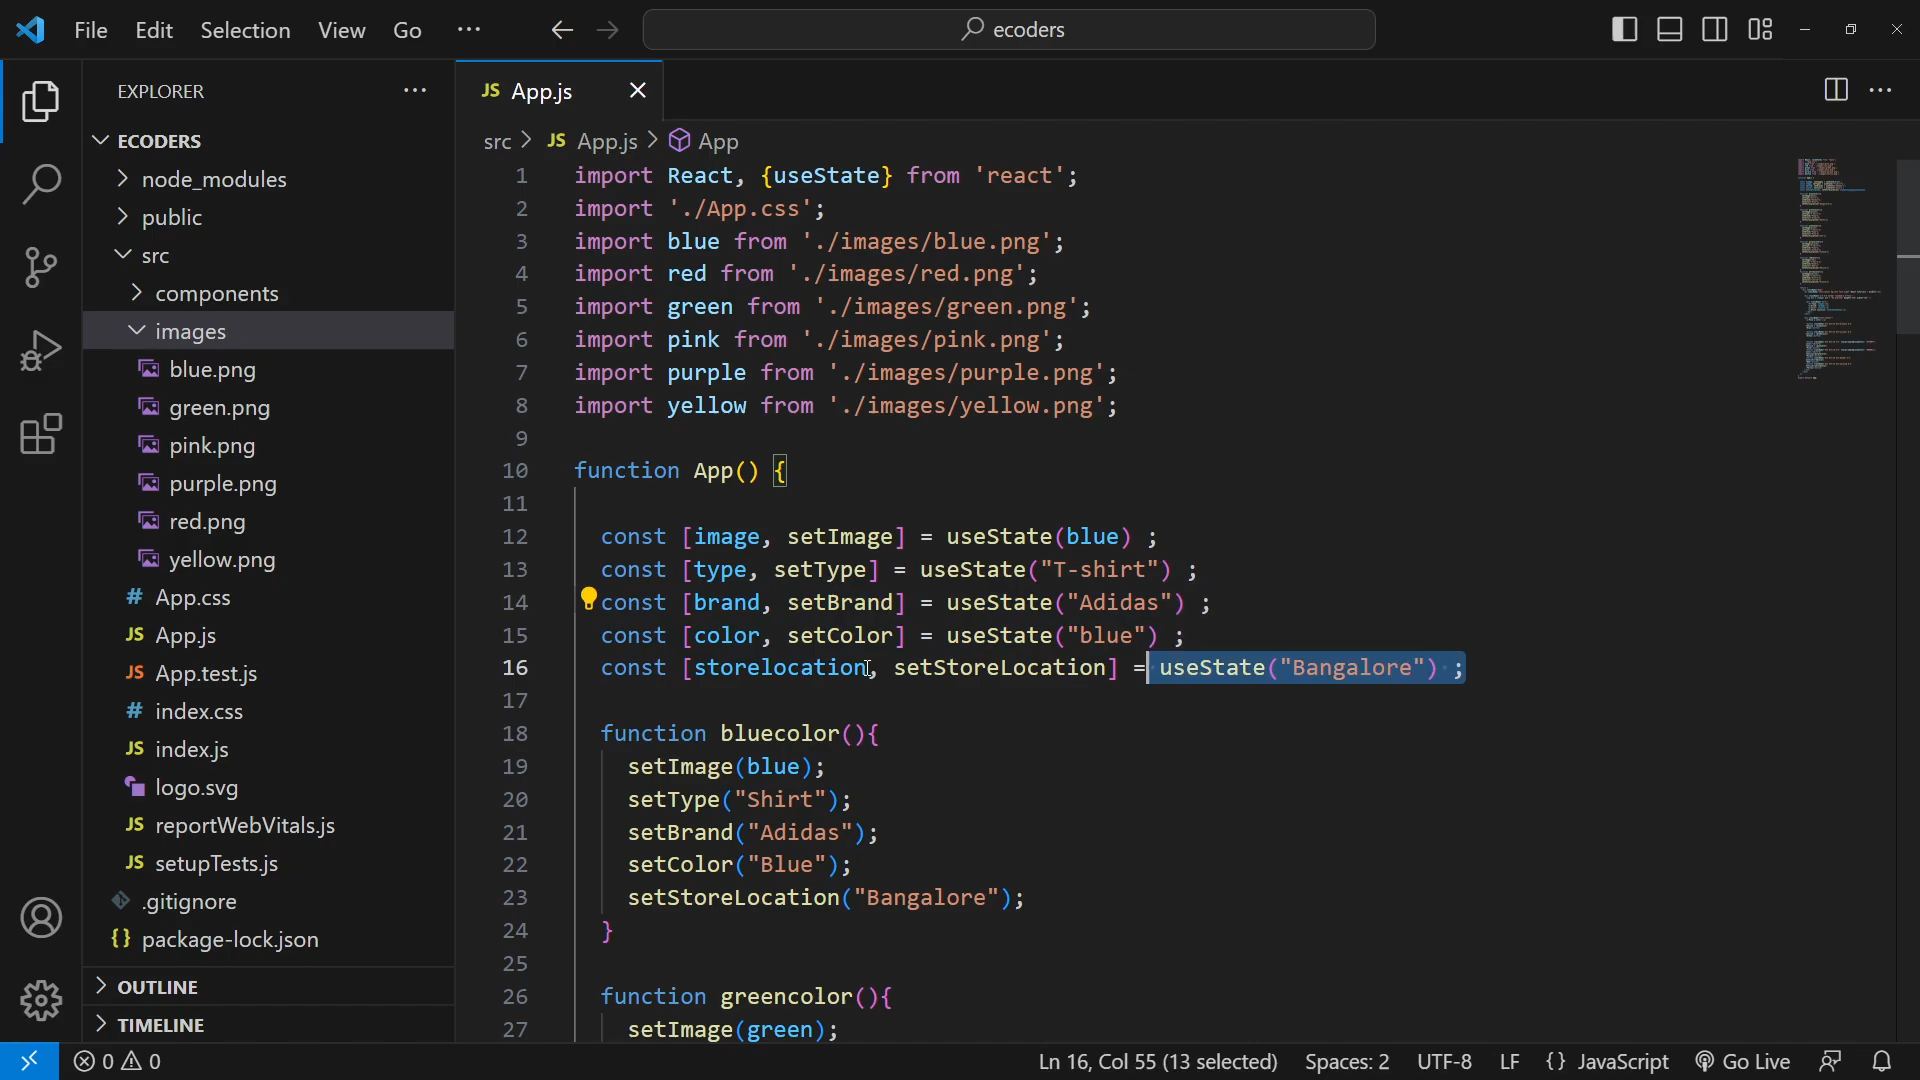 File Edit Selection View Go ··· ecoders
EXPLORER ···
ECODERS
node_modules
public
src
components
images
blue.png
green.png
pink.png
purple.png
red.png
yellow.png
# App.css
JS App.js
JS App.test.js
# index.css
JS index.js
logo.svg
JS reportWebVitals.js
JS setupTests.js
.gitignore
{} package-lock.json
OUTLINE
TIMELINE
JS App.js
src > JS App.js > App
1 import React, {useState} from 'react';
2 import './App.css';
3 import blue from './images/blue.png';
4 import red from './images/red.png';
5 import green from './images/green.png';
6 import pink from './images/pink.png';
7 import purple from './images/purple.png';
8 import yellow from './images/yellow.png';
9
10 function App() {
11
12 const [image, setImage] = useState(blue) ;
13 const [type, setType] = useState("T-shirt") ;
14 const [brand, setBrand] = useState("Adidas") ;
15 const [color, setColor] = useState("blue") ;
16 const [storelocation, setStoreLocation] = useState("Bangalore") ;
17
18 function bluecolor(){
19 setImage(blue);
20 setType("Shirt");
21 setBrand("Adidas");
22 setColor("Blue");
23 setStoreLocation("Bangalore");
24 }
25
26 function greencolor(){
27 setImage(green);
0 0 Ln 16, Col 55 (13 selected) Spaces: 2 UTF-8 LF {} JavaScript Go Live